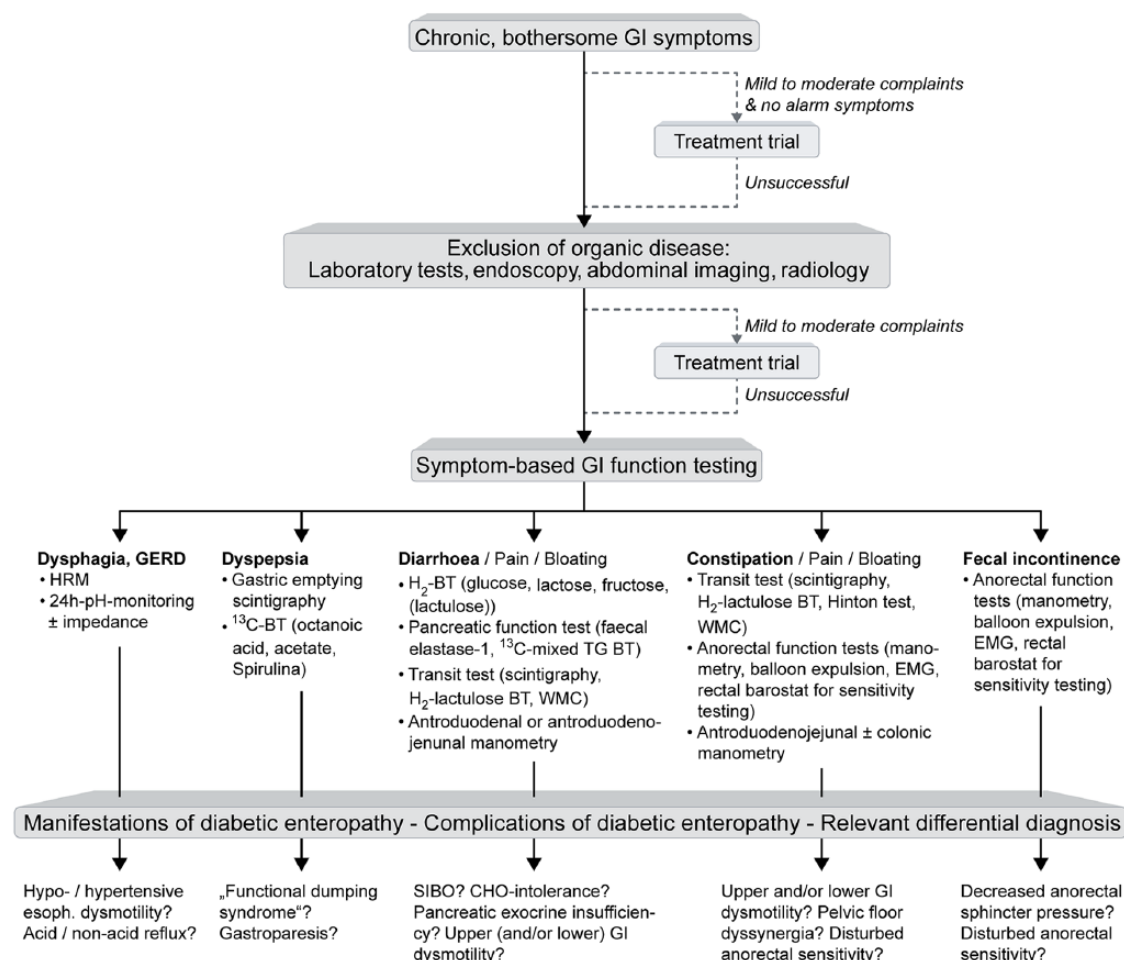 Chronic, bothersome GI symptoms
Mild to moderate complaints
& no alarm symptoms
Treatment trial
Unsuccessful
Exclusion of organic disease:
Laboratory tests, endoscopy, abdominal imaging, radiology
Mild to moderate complaints
Treatment trial
Unsuccessful
Symptom-based GI function testing
Dysphagia, GERD
• HRM
• 24h-pH-monitoring
± impedance
Dyspepsia
• Gastric emptying
scintigraphy
• ¹³C-BT (octanoic
acid, acetate,
Spirulina)
Diarrhoea / Pain / Bloating
• H₂-BT (glucose, lactose, fructose,
(lactulose))
• Pancreatic function test (faecal
elastase-1, ¹³C-mixed TG BT)
• Transit test (scintigraphy,
H₂-lactulose BT, WMC)
• Antroduodenal or antroduodeno-
jenunal manometry
Constipation / Pain / Bloating
• Transit test (scintigraphy,
H₂-lactulose BT, Hinton test,
WMC)
• Anorectal function tests (mano-
metry, balloon expulsion, EMG,
rectal barostat for sensitivity
testing)
• Antroduodenojejunal ± colonic
manometry
Fecal incontinence
• Anorectal function
tests (manometry,
balloon expulsion,
EMG, rectal
barostat for
sensitivity testing)
Manifestations of diabetic enteropathy - Complications of diabetic enteropathy - Relevant differential diagnosis
Hypo- / hypertensive
esoph. dysmotility?
Acid / non-acid reflux?
„Functional dumping
syndrome“?
Gastroparesis?
SIBO? CHO-intolerance?
Pancreatic exocrine insufficien-
cy? Upper (and/or lower) GI
dysmotility?
Upper and/or lower GI
dysmotility? Pelvic floor
dyssynergia? Disturbed
anorectal sensitivity?
Decreased anorectal
sphincter pressure?
Disturbed anorectal
sensitivity?